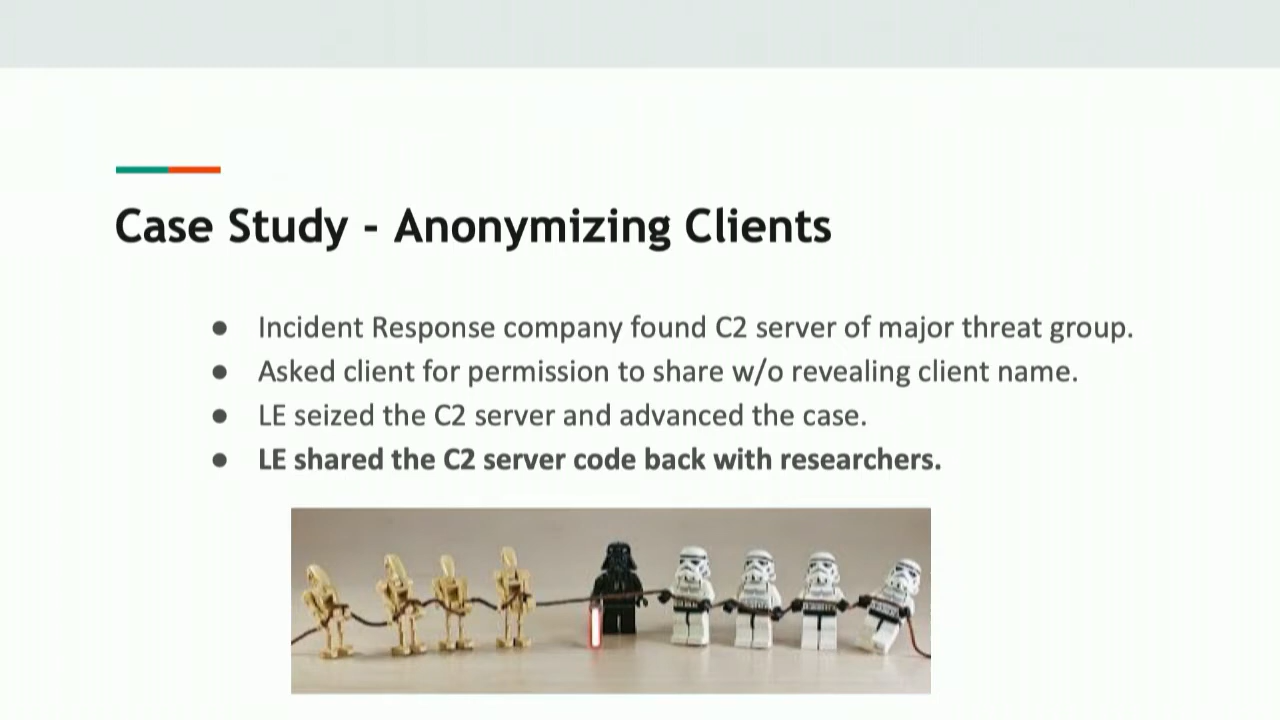 Case Study - Anonymizing Clients
● Incident Response company found C2 server of major threat group.
● Asked client for permission to share w/o revealing client name.
● LE seized the C2 server and advanced the case.
● LE shared the C2 server code back with researchers.